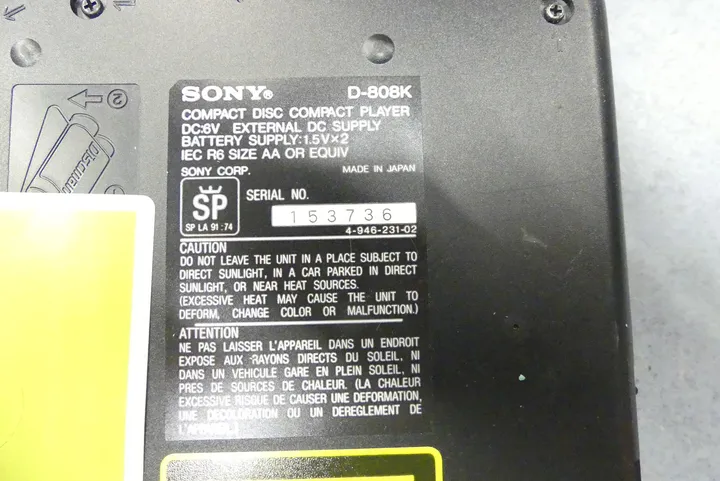 SONY® D-808K
COMPACT DISC COMPACT PLAYER
DC:6V EXTERNAL DC SUPPLY
BATTERY SUPPLY:1.5V×2
IEC R6 SIZE AA OR EQUIV
SONY CORP. MADE IN JAPAN
SP
SP LA 91:74
SERIAL NO.
153736
4-946-231-02
CAUTION
DO NOT LEAVE THE UNIT IN A PLACE SUBJECT TO
DIRECT SUNLIGHT, IN A CAR PARKED IN DIRECT
SUNLIGHT, OR NEAR HEAT SOURCES.
(EXCESSIVE HEAT MAY CAUSE THE UNIT TO
DEFORM, CHANGE COLOR OR MALFUNCTION.)
ATTENTION
NE PAS LAISSER L'APPAREIL DANS UN ENDROIT
EXPOSE AUX RAYONS DIRECTS DU SOLEIL, NI
DANS UN VEHICULE GARE EN PLEIN SOLEIL, NI
PRES DE SOURCES DE CHALEUR. (LA CHALEUR
EXCESSIVE RISQUE DE CAUSER UNE DEFORMATION,
UNE DECOLORATION OU UN DEREGLEMENT DE
L'APPAREIL.)
②
Discman